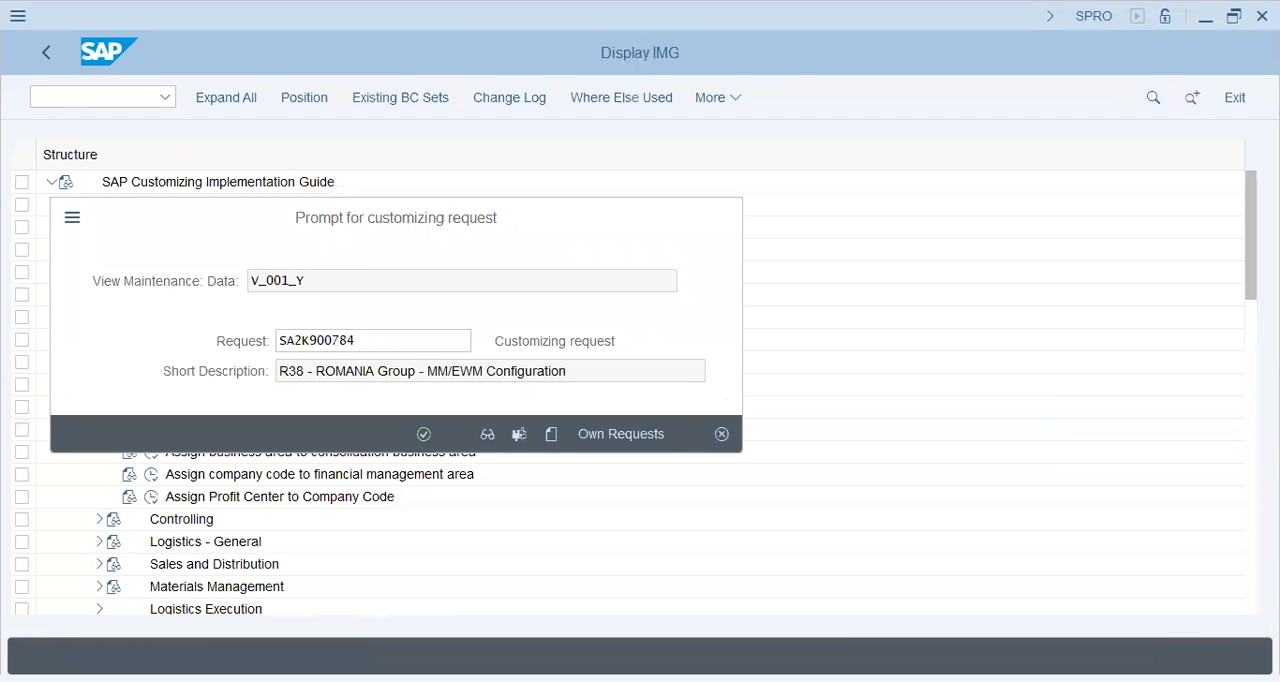 SPRO
SAP
Display IMG
Expand All Position Existing BC Sets Change Log Where Else Used More Exit
Structure
SAP Customizing Implementation Guide
Prompt for customizing request
View Maintenance: Data: V_001_Y
Request: SA2K900784 Customizing request
Short Description: R38 - ROMANIA Group - MM/EWM Configuration
Own Requests
Assign business area to consolidation business area
Assign company code to financial management area
Assign Profit Center to Company Code
Controlling
Logistics - General
Sales and Distribution
Materials Management
Logistics Execution